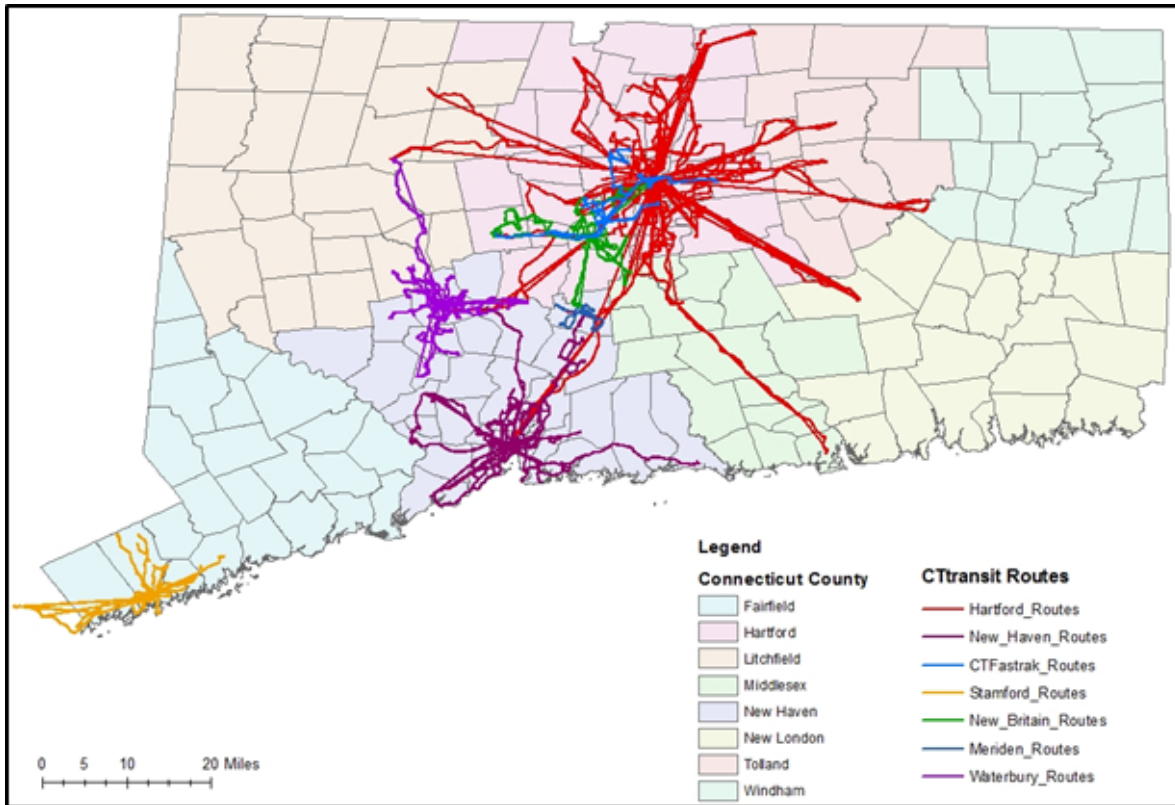 Legend
Connecticut County
Fairfield
Hartford
Litchfield
Middlesex
New Haven
New London
Tolland
Windham
CTtransit Routes
Hartford_Routes
New_Haven_Routes
CTFastrak_Routes
Stamford_Routes
New_Britain_Routes
Meriden_Routes
Waterbury_Routes
0 5 10 20 Miles